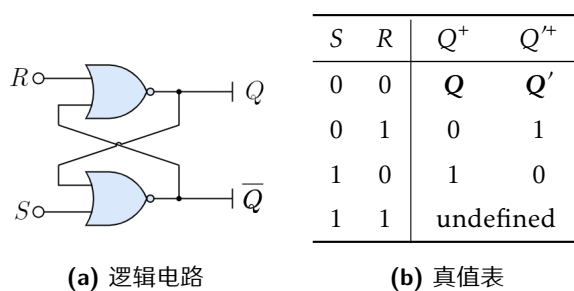 R
Q
S
Q̅
(a) 逻辑电路
S R Q⁺ Q′⁺
0 0 Q Q′
0 1 0 1
1 0 1 0
1 1 undefined
(b) 真值表